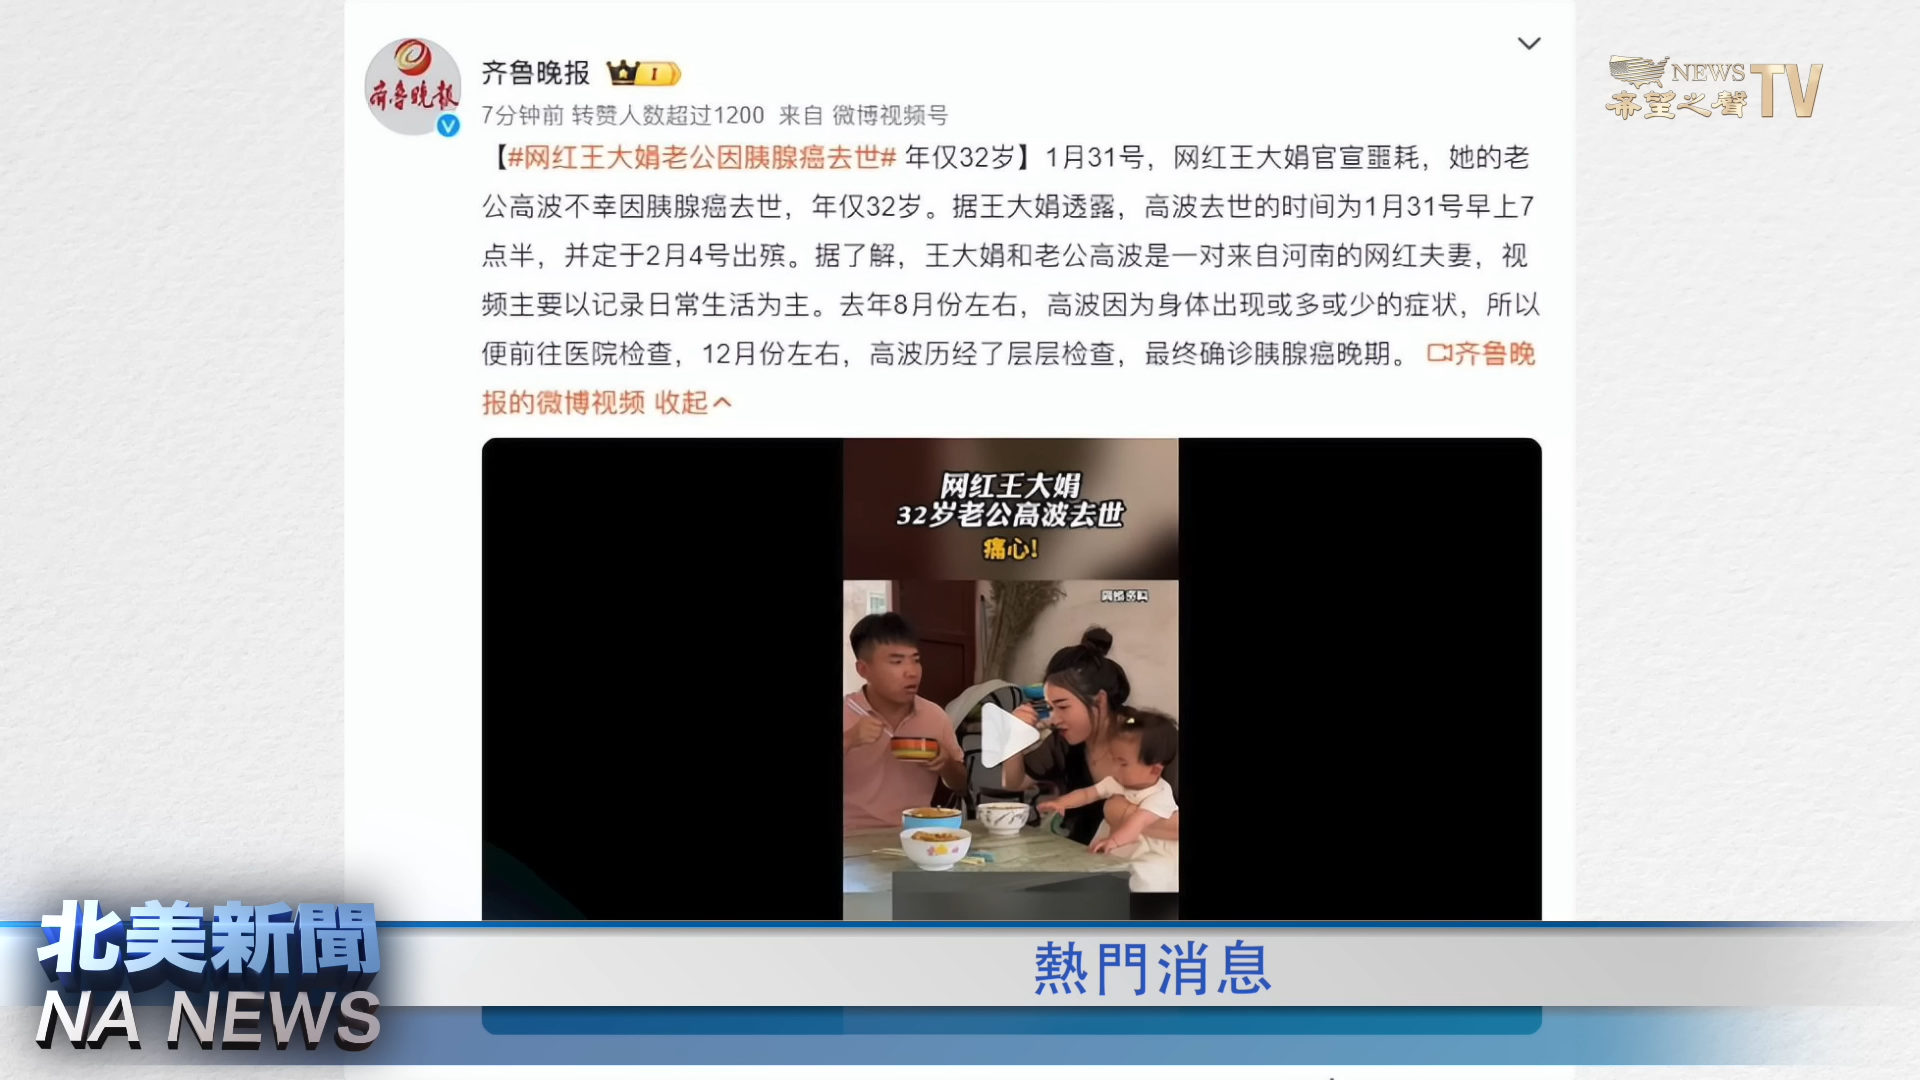 齐鲁晚报
NEWS
希望之聲TV
齊魯晚报
7分钟前 转赞人数超过1200 来自 微博视频号
【#网红王大娟老公因胰腺癌去世# 年仅32岁】1月31号，网红王大娟官宣噩耗，她的老
公高波不幸因胰腺癌去世，年仅32岁。据王大娟透露，高波去世的时间为1月31号早上7
点半，并定于2月4号出殡。据了解，王大娟和老公高波是一对来自河南的网红夫妻，视
频主要以记录日常生活为主。去年8月份左右，高波因为身体出现或多或少的症状，所以
便前往医院检查，12月份左右，高波历经了层层检查，最终确诊胰腺癌晚期。 齐鲁晚
报的微博视频 收起
网红王大娟
32岁老公高波去世
痛心！
北美新聞
熱門消息
NA NEWS